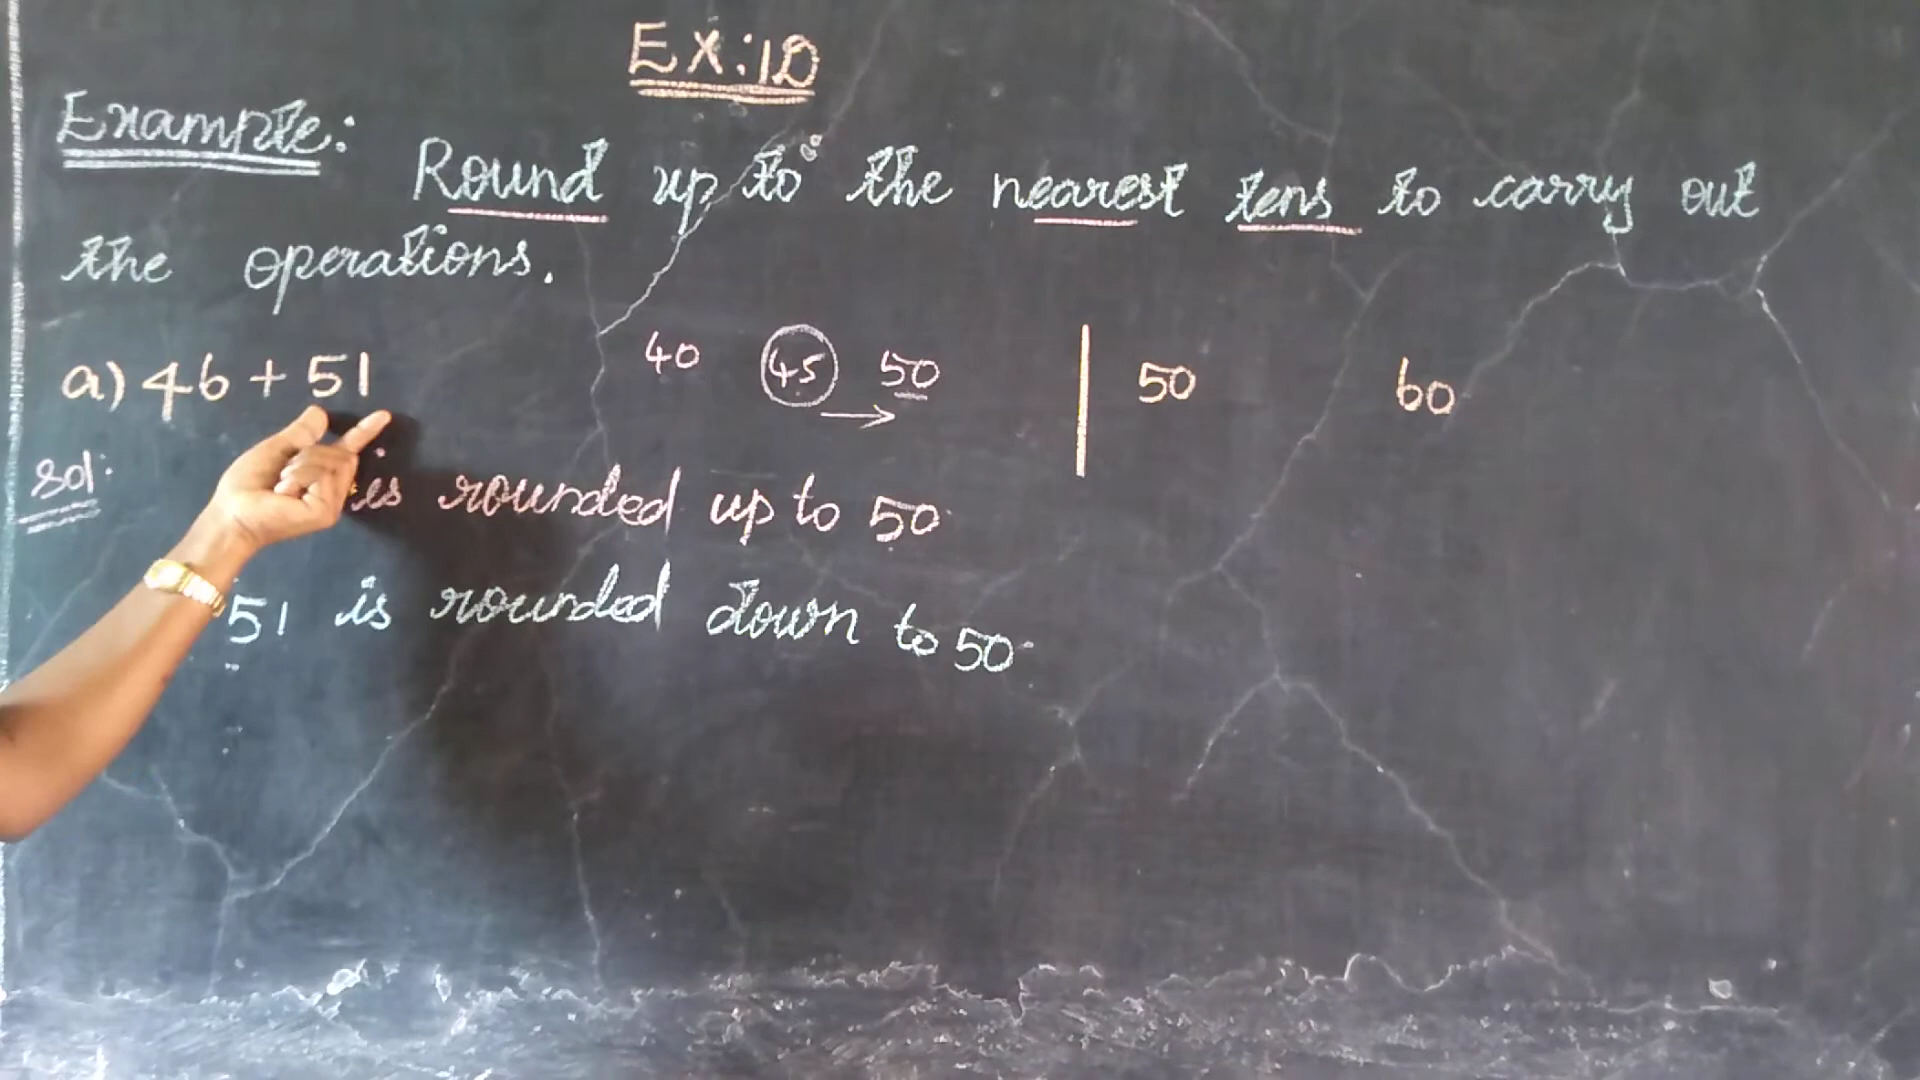 Ex:1D
Example:
Round up to the nearest tens to carry out
the operations.
a) 46 + 51
40 45 → 50 | 50 60
sol:
is rounded up to 50
51 is rounded down to 50